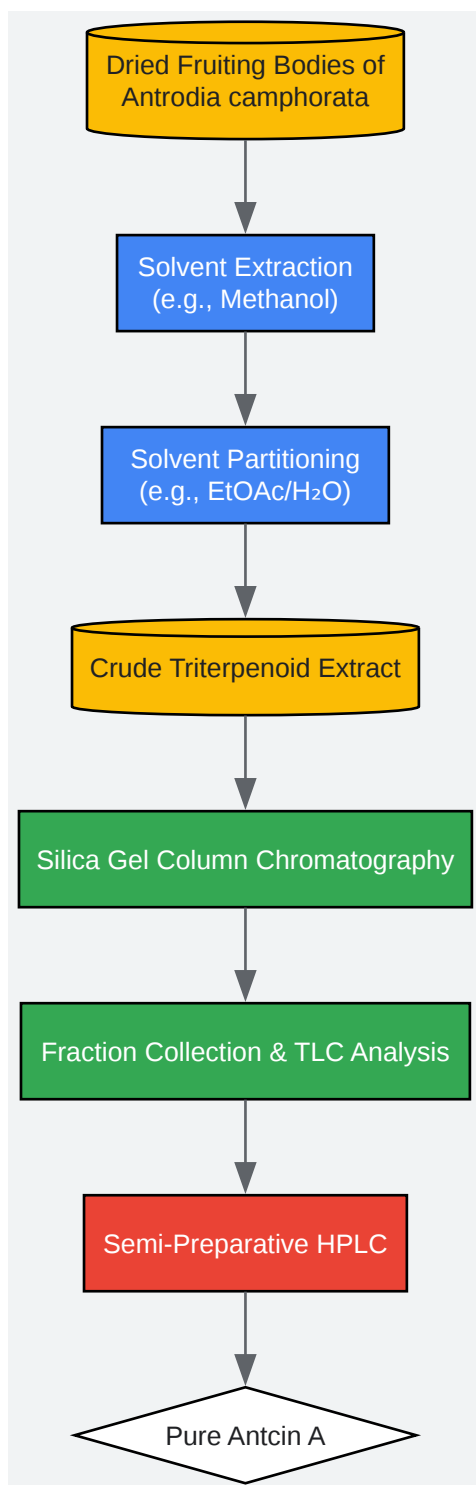 Dried Fruiting Bodies of
Antrodia camphorata
Solvent Extraction
(e.g., Methanol)
Solvent Partitioning
(e.g., EtOAc/H₂O)
Crude Triterpenoid Extract
Silica Gel Column Chromatography
Fraction Collection & TLC Analysis
Semi-Preparative HPLC
Pure Antcin A